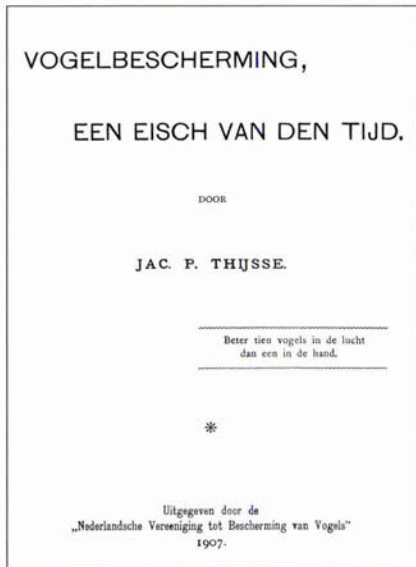 VOGELBESCHERMING,
EEN EISCH VAN DEN TIJD.
DOOR
JAC. P. THIJSSE.
Beter tien vogels in de lucht
dan een in de hand.
Uitgegeven door de
„Nederlandsche Vereeniging tot Bescherming van Vogels”
1907.